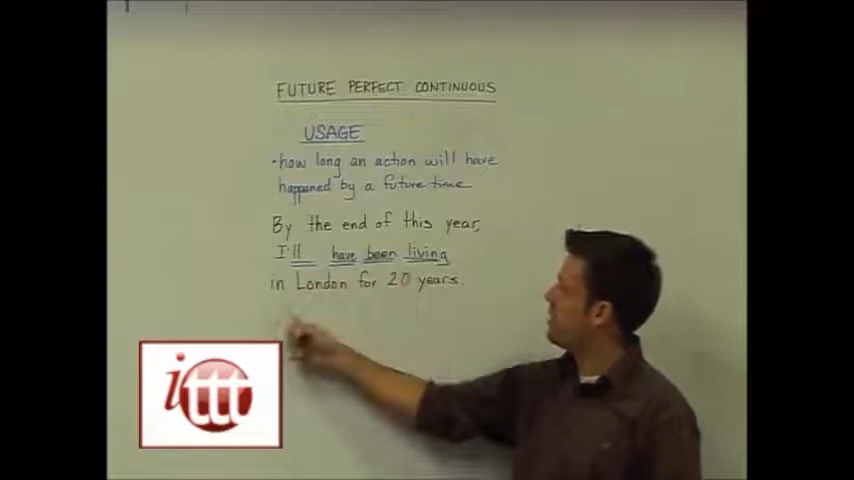 FUTURE PERFECT CONTINUOUS
USAGE
• how long an action will have
happened by a future time
By the end of this year,
I'll have been living
in London for 20 years.
ittt